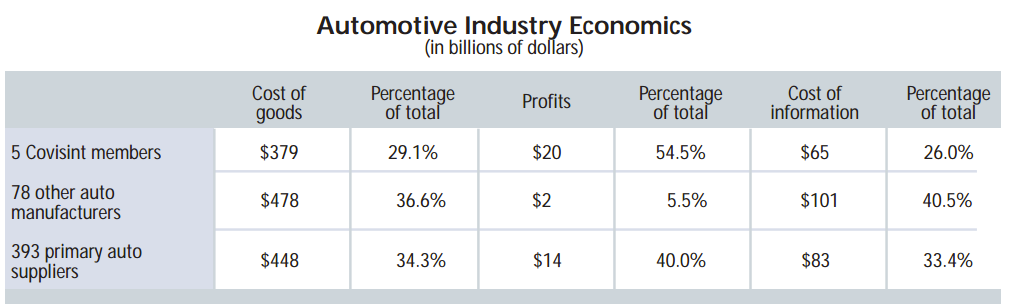 Automotive Industry Economics
(in billions of dollars)
Cost of goods Percentage of total Profits Percentage of total Cost of information Percentage of total
5 Covisint members $379 29.1% $20 54.5% $65 26.0%
78 other auto manufacturers $478 36.6% $2 5.5% $101 40.5%
393 primary auto suppliers $448 34.3% $14 40.0% $83 33.4%